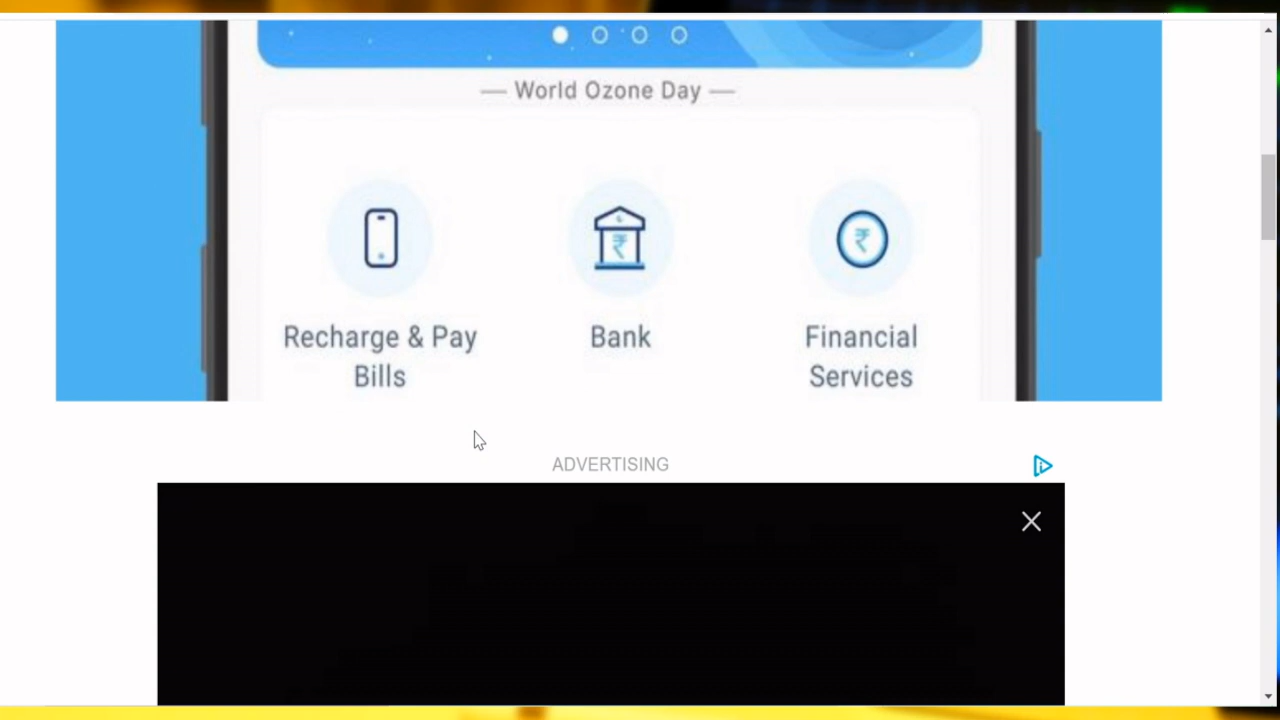 — World Ozone Day —
Recharge & Pay
Bills
Bank
Financial
Services
ADVERTISING